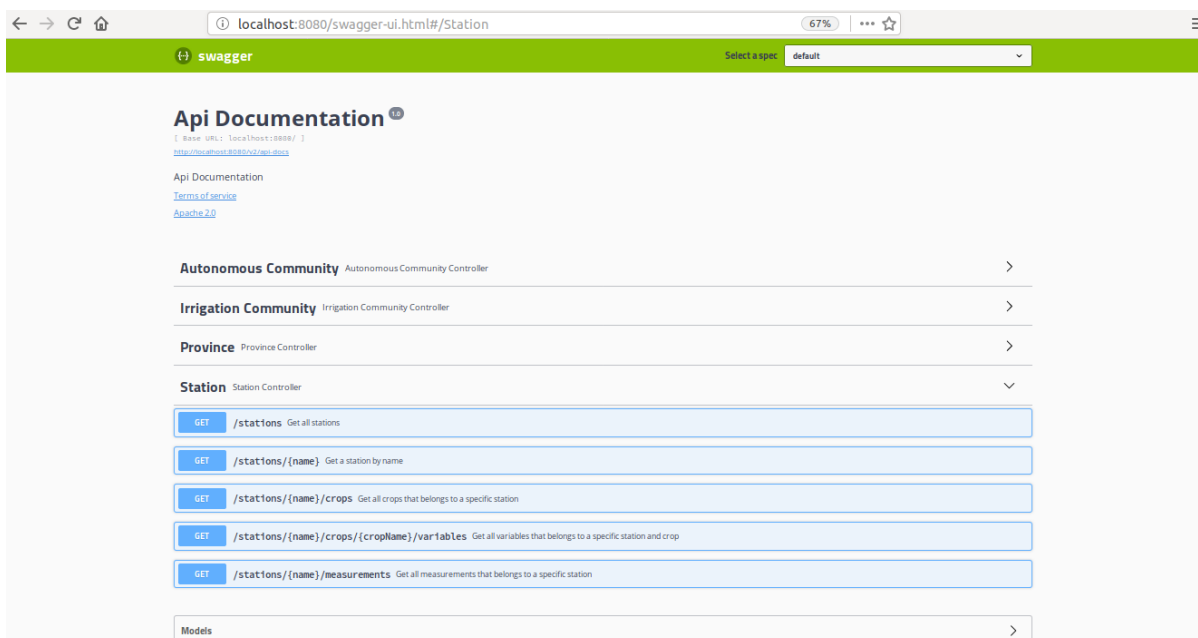 localhost:8080/swagger-ui.html#/Station 67%
swagger Select a spec default
Api Documentation 1.0
[ Base URL: localhost:8080/ ]
http://localhost:8080/v2/api-docs
Api Documentation
Terms of service
Apache 2.0
Autonomous Community Autonomous Community Controller
Irrigation Community Irrigation Community Controller
Province Province Controller
Station Station Controller
GET /stations Get all stations
GET /stations/{name} Get a station by name
GET /stations/{name}/crops Get all crops that belongs to a specific station
GET /stations/{name}/crops/{cropName}/variables Get all variables that belongs to a specific station and crop
GET /stations/{name}/measurements Get all measurements that belongs to a specific station
Models